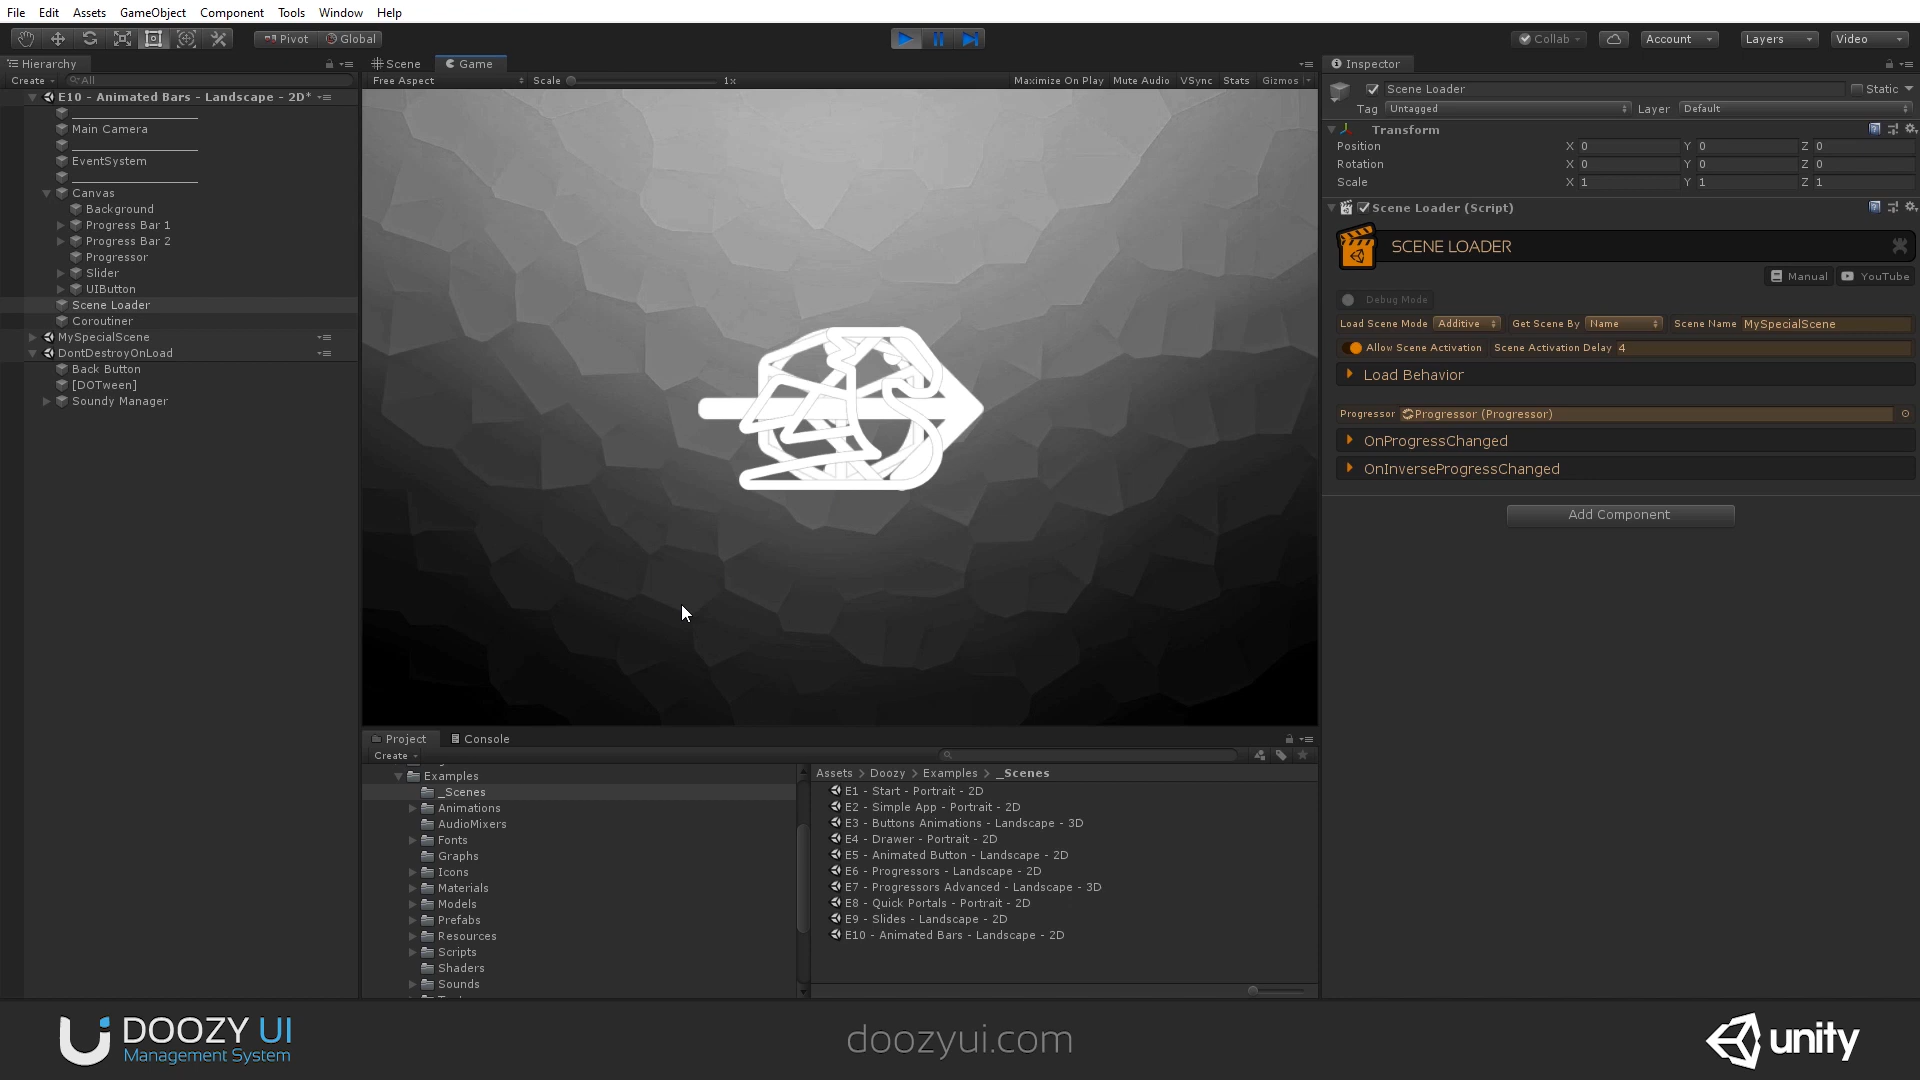 File Edit Assets GameObject Component Tools Window Help
Pivot Global
Collab Account Layers Video
Hierarchy
Create All
E10 - Animated Bars - Landscape - 2D*
Main Camera
EventSystem
Canvas
Background
Progress Bar 1
Progress Bar 2
Progressor
Slider
UIButton
Scene Loader
Coroutiner
MySpecialScene
DontDestroyOnLoad
Back Button
[DOTween]
Soundy Manager
Scene Game
Free Aspect Scale 1x Maximize On Play Mute Audio VSync Stats Gizmos
Project Console
Create
Examples
_Scenes
Animations
AudioMixers
Fonts
Graphs
Icons
Materials
Models
Prefabs
Resources
Scripts
Shaders
Sounds
Assets > Doozy > Examples > _Scenes
E1 - Start - Portrait - 2D
E2 - Simple App - Portrait - 2D
E3 - Buttons Animations - Landscape - 3D
E4 - Drawer - Portrait - 2D
E5 - Animated Button - Landscape - 2D
E6 - Progressors - Landscape - 2D
E7 - Progressors Advanced - Landscape - 3D
E8 - Quick Portals - Portrait - 2D
E9 - Slides - Landscape - 2D
E10 - Animated Bars - Landscape - 2D
Inspector
Scene Loader Static
Tag Untagged Layer Default
Transform
Position X 0 Y 0 Z 0
Rotation X 0 Y 0 Z 0
Scale X 1 Y 1 Z 1
Scene Loader (Script)
SCENE LOADER
Manual YouTube
Debug Mode
Load Scene Mode Additive Get Scene By Name Scene Name MySpecialScene
Allow Scene Activation Scene Activation Delay 4
Load Behavior
Progressor Progressor (Progressor)
OnProgressChanged
OnInverseProgressChanged
Add Component
DOOZY UI
Management System
doozyui.com
unity